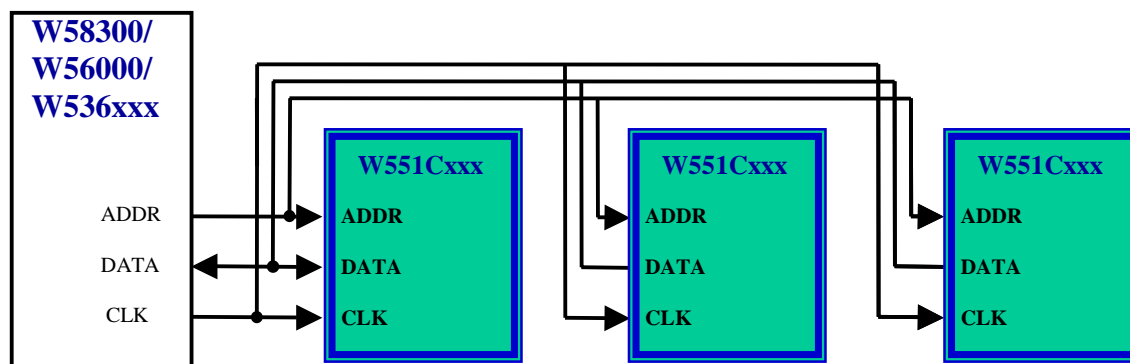 W58300/
W56000/
W536xxx
ADDR
DATA
CLK
W551Cxxx
ADDR
DATA
CLK
W551Cxxx
ADDR
DATA
CLK
W551Cxxx
ADDR
DATA
CLK